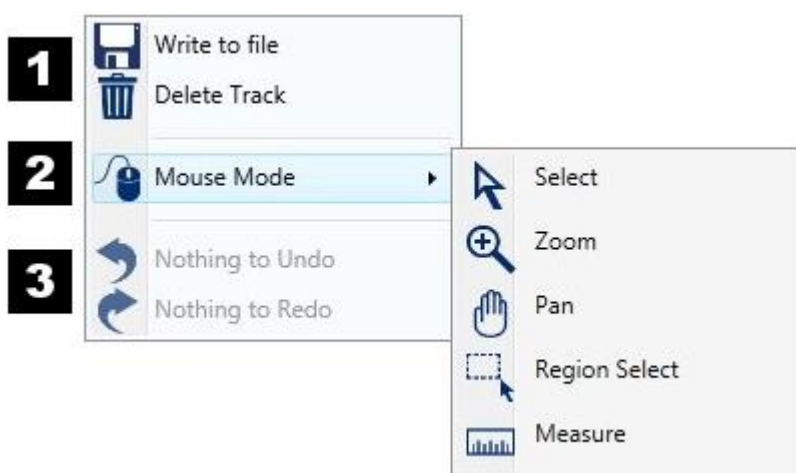 1
Write to file
Delete Track
2
Mouse Mode
3
Nothing to Undo
Nothing to Redo
Select
Zoom
Pan
Region Select
Measure